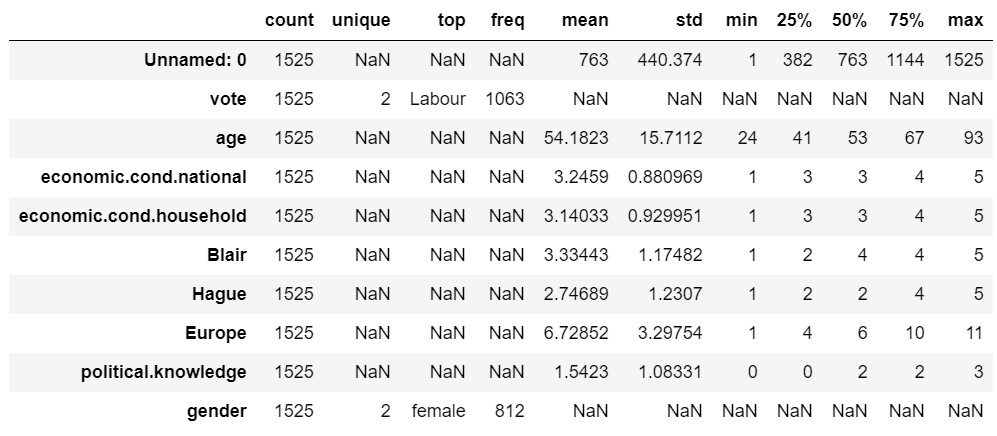 count unique top freq mean std min 25% 50% 75% max
Unnamed: 0 1525 NaN NaN NaN 763 440.374 1 382 763 1144 1525
vote 1525 2 Labour 1063 NaN NaN NaN NaN NaN NaN NaN
age 1525 NaN NaN NaN 54.1823 15.7112 24 41 53 67 93
economic.cond.national 1525 NaN NaN NaN 3.2459 0.880969 1 3 3 4 5
economic.cond.household 1525 NaN NaN NaN 3.14033 0.929951 1 3 3 4 5
Blair 1525 NaN NaN NaN 3.33443 1.17482 1 2 4 4 5
Hague 1525 NaN NaN NaN 2.74689 1.2307 1 2 2 4 5
Europe 1525 NaN NaN NaN 6.72852 3.29754 1 4 6 10 11
political.knowledge 1525 NaN NaN NaN 1.5423 1.08331 0 0 2 2 3
gender 1525 2 female 812 NaN NaN NaN NaN NaN NaN NaN